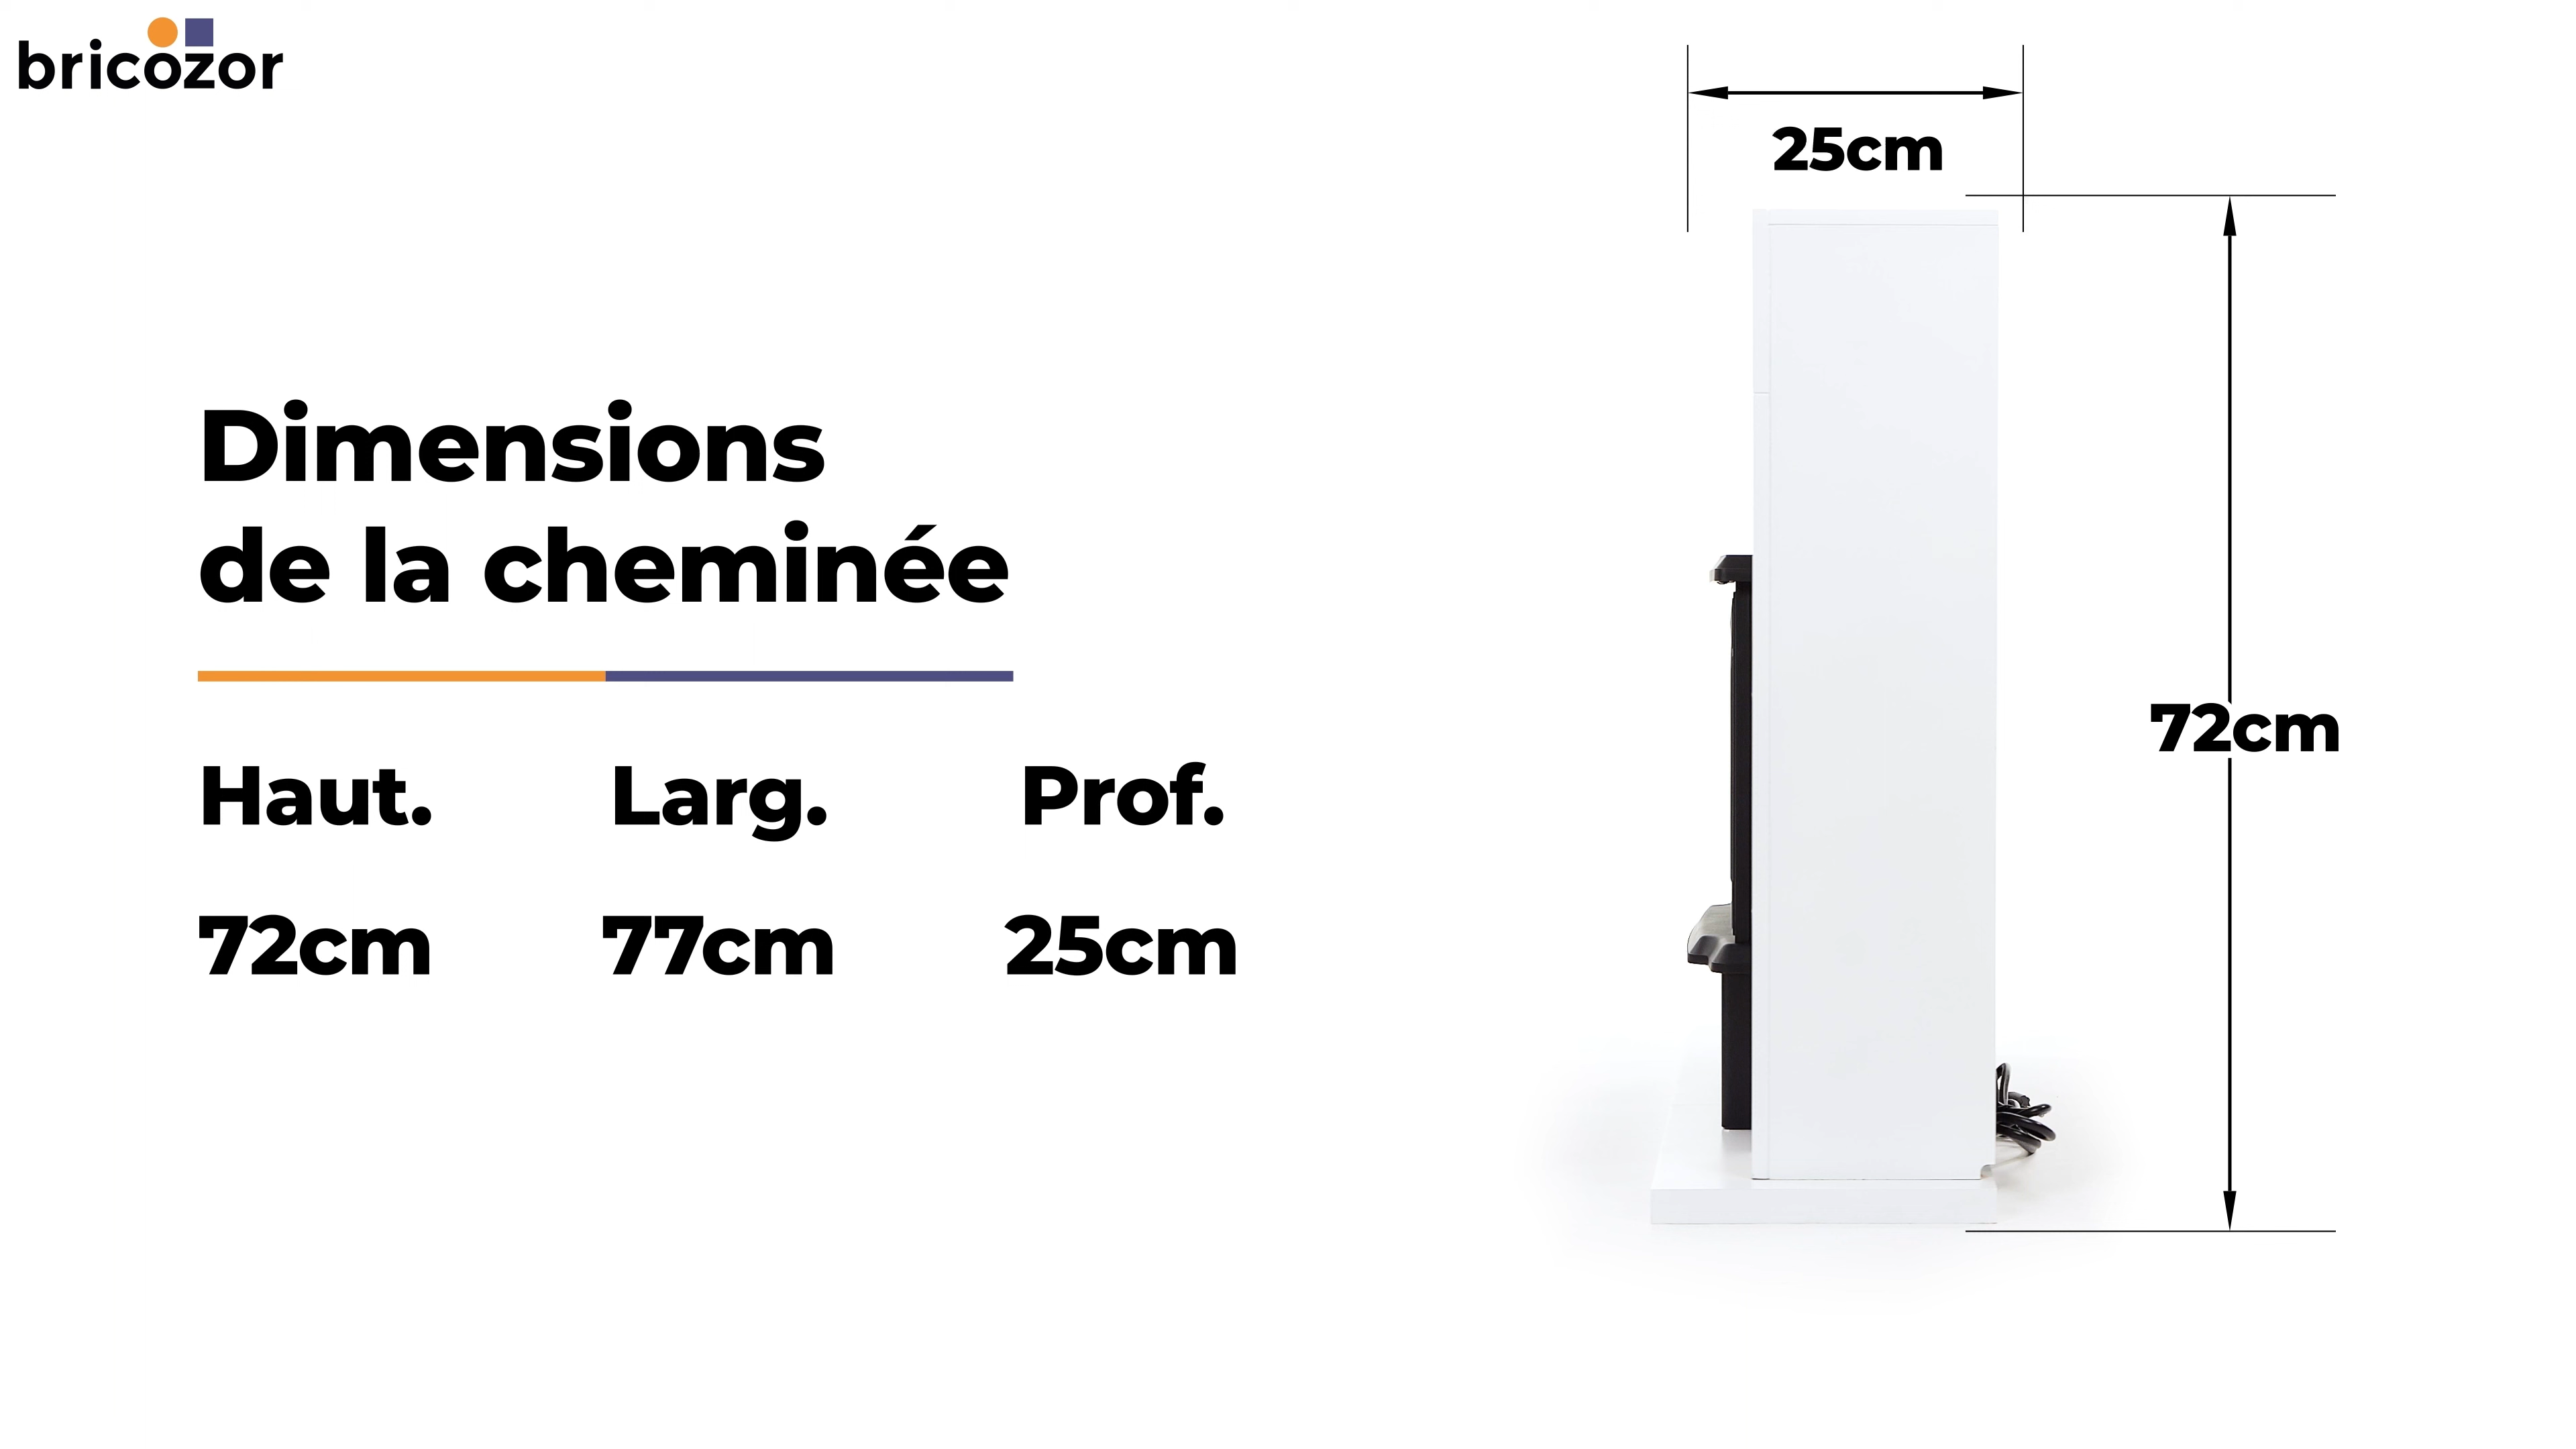 bricozor
Dimensions
de la cheminée
Haut. Larg. Prof.
72cm 77cm 25cm
25cm
72cm